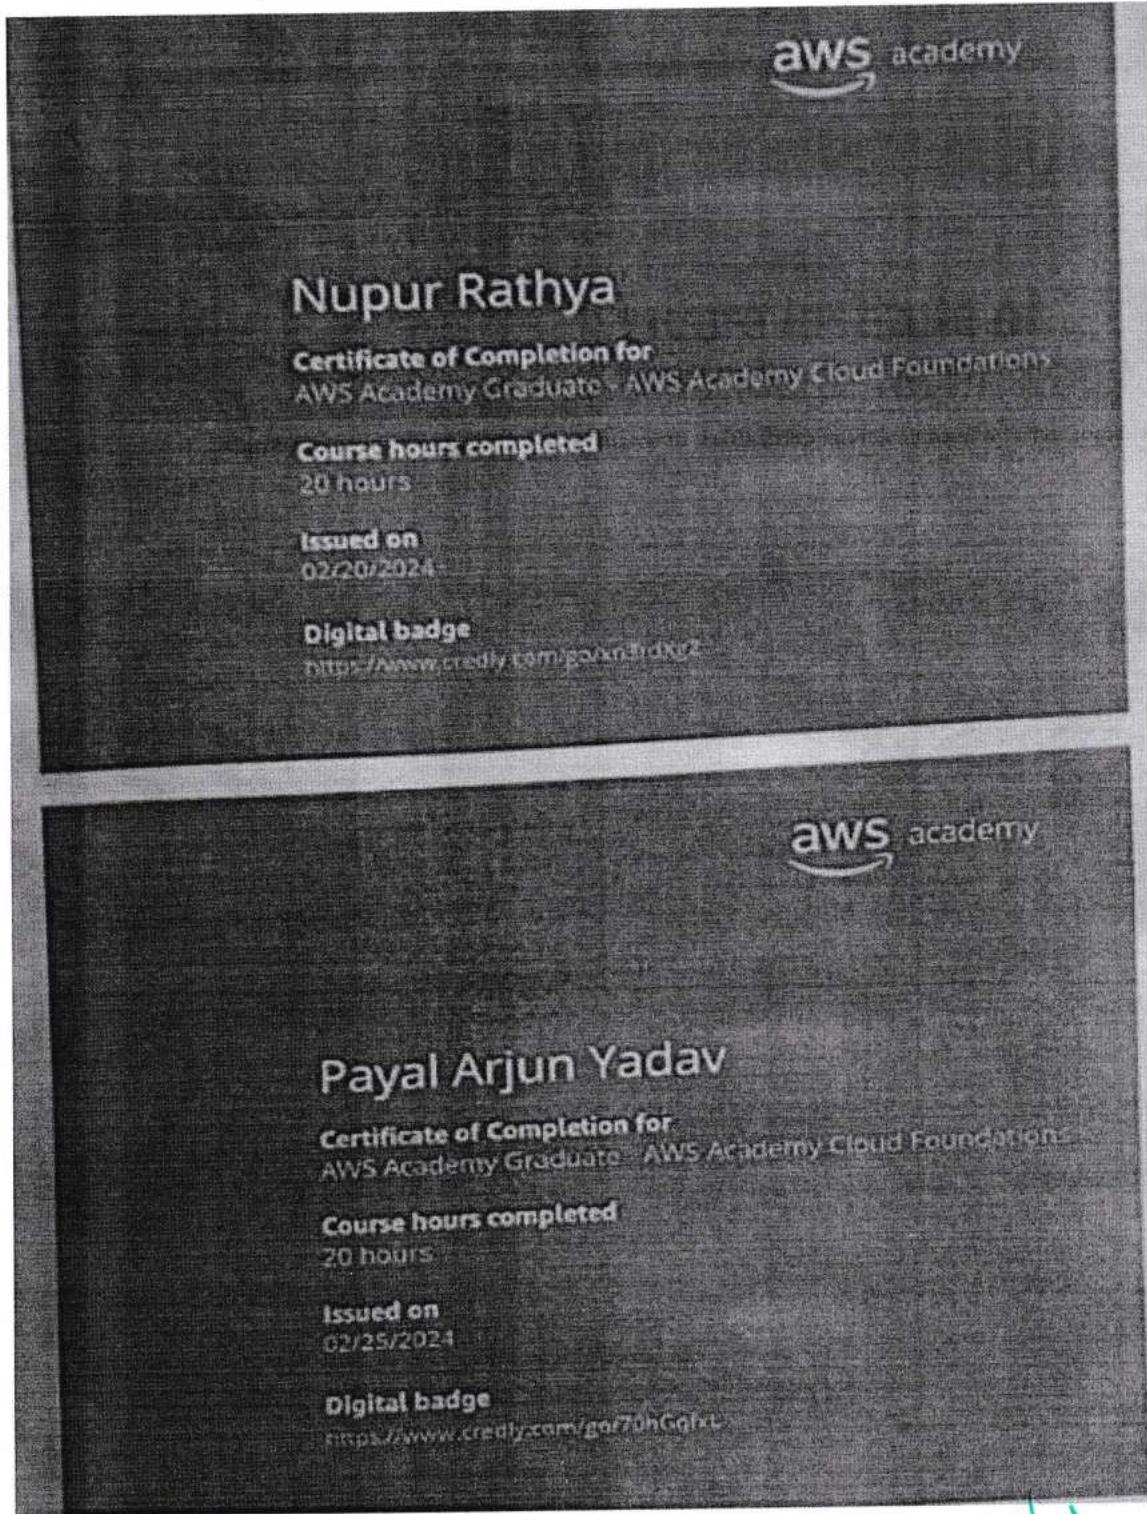 aws academy
Nupur Rathya
Certificate of Completion for
AWS Academy Graduate - AWS Academy Cloud Foundations
Course hours completed
20 hours
Issued on
02/20/2024
Digital badge
aws academy
Payal Arjun Yadav
Certificate of Completion for
AWS Academy Graduate - AWS Academy Cloud Foundations
Course hours completed
20 hours
Issued on
02/25/2024
Digital badge